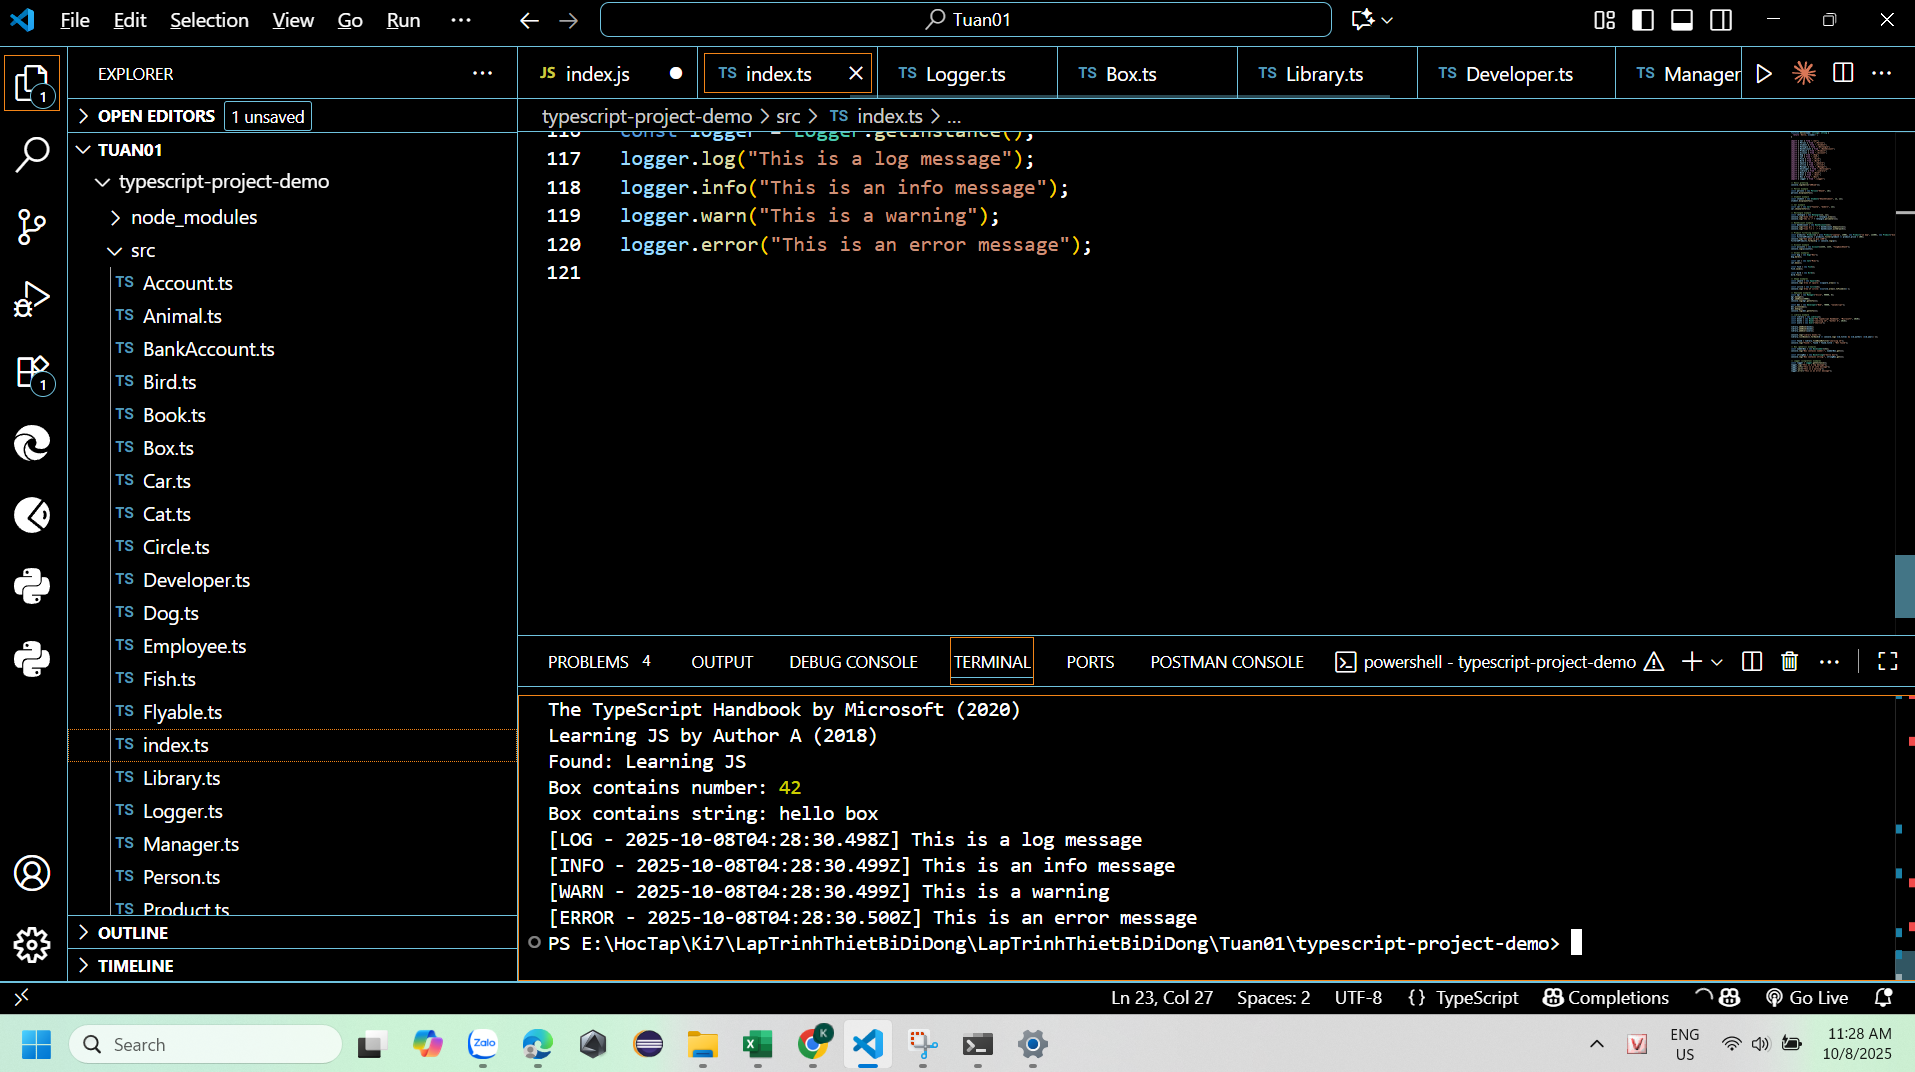 File Edit Selection View Go Run ··· Tuan01
EXPLORER ···
OPEN EDITORS 1 unsaved
TUAN01
typescript-project-demo
node_modules
src
TS Account.ts
TS Animal.ts
TS BankAccount.ts
TS Bird.ts
TS Book.ts
TS Box.ts
TS Car.ts
TS Cat.ts
TS Circle.ts
TS Developer.ts
TS Dog.ts
TS Employee.ts
TS Fish.ts
TS Flyable.ts
TS index.ts
TS Library.ts
TS Logger.ts
TS Manager.ts
TS Person.ts
TS Product.ts
OUTLINE
TIMELINE
1
1
JS index.js TS index.ts TS Logger.ts TS Box.ts TS Library.ts TS Developer.ts TS Manager ···
typescript-project-demo > src > TS index.ts > ...
116 const logger = Logger.getInstance();
117 logger.log("This is a log message");
118 logger.info("This is an info message");
119 logger.warn("This is a warning");
120 logger.error("This is an error message");
121
PROBLEMS 4 OUTPUT DEBUG CONSOLE TERMINAL PORTS POSTMAN CONSOLE powershell - typescript-project-demo ···
The TypeScript Handbook by Microsoft (2020)
Learning JS by Author A (2018)
Found: Learning JS
Box contains number: 42
Box contains string: hello box
[LOG - 2025-10-08T04:28:30.498Z] This is a log message
[INFO - 2025-10-08T04:28:30.499Z] This is an info message
[WARN - 2025-10-08T04:28:30.499Z] This is a warning
[ERROR - 2025-10-08T04:28:30.500Z] This is an error message
PS E:\HocTap\Ki7\LapTrinhThietBiDiDong\LapTrinhThietBiDiDong\Tuan01\typescript-project-demo>
Ln 23, Col 27 Spaces: 2 UTF-8 {} TypeScript Completions Go Live
Search Zalo K V ENG
US
11:28 AM
10/8/2025